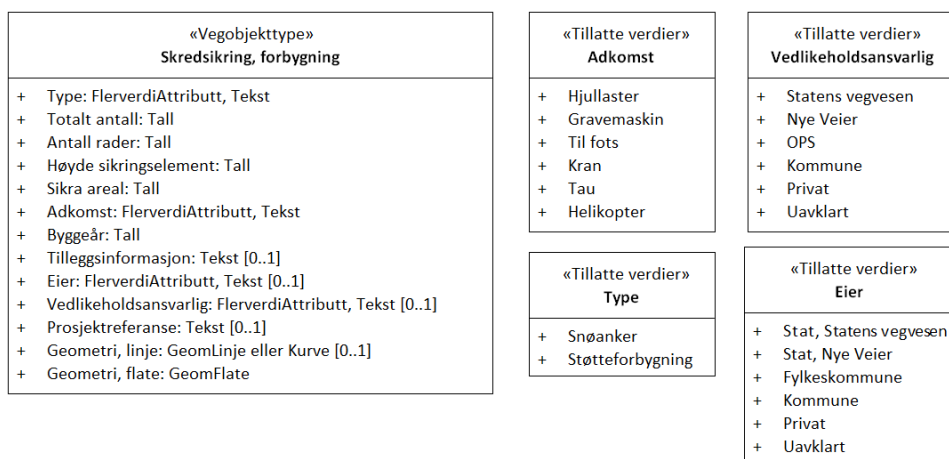 «Vegobjekttype»
Skredsikring, forbygning
+ Type: FlerverdiAttributt, Tekst
+ Totalt antall: Tall
+ Antall rader: Tall
+ Høyde sikringselement: Tall
+ Sikra areal: Tall
+ Adkomst: FlerverdiAttributt, Tekst
+ Byggeår: Tall
+ Tilleggsinformasjon: Tekst [0..1]
+ Eier: FlerverdiAttributt, Tekst [0..1]
+ Vedlikeholdsansvarlig: FlerverdiAttributt, Tekst [0..1]
+ Prosjektreferanse: Tekst [0..1]
+ Geometri, linje: GeomLinje eller Kurve [0..1]
+ Geometri, flate: GeomFlate
«Tillatte verdier»
Adkomst
+ Hjullaster
+ Gravemaskin
+ Til fots
+ Kran
+ Tau
+ Helikopter
«Tillatte verdier»
Vedlikeholdsansvarlig
+ Statens vegvesen
+ Nye Veier
+ OPS
+ Kommune
+ Privat
+ Uavklart
«Tillatte verdier»
Type
+ Snøanker
+ Støtteforbygning
«Tillatte verdier»
Eier
+ Stat, Statens vegvesen
+ Stat, Nye Veier
+ Fylkeskommune
+ Kommune
+ Privat
+ Uavklart